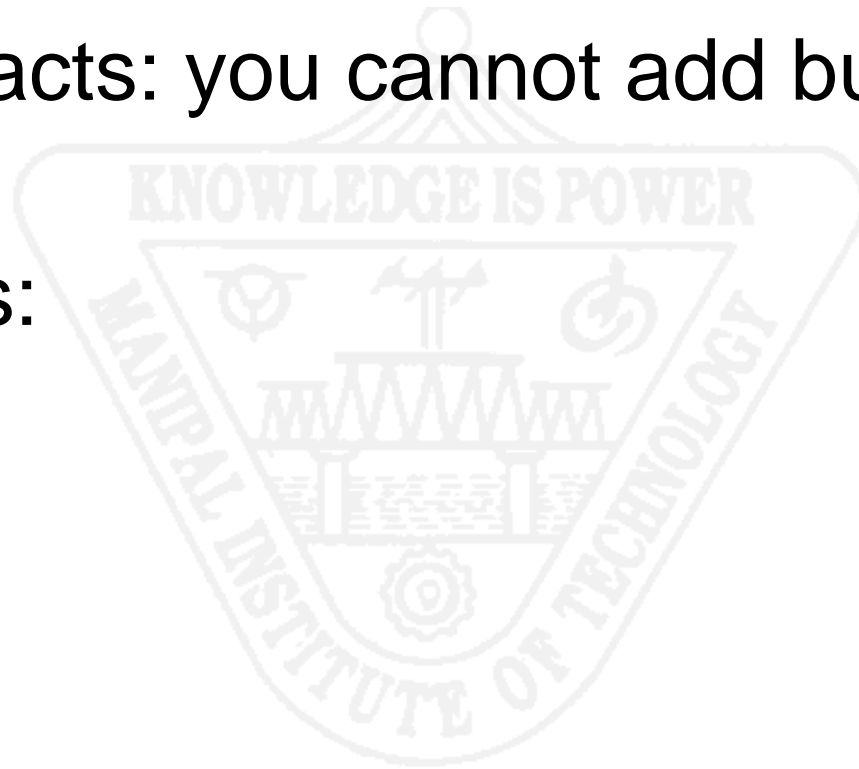 acts: you cannot add bu
KNOWLEDGE IS POWER
s:
MANIPAL INSTITUTE OF TECHNOLOGY